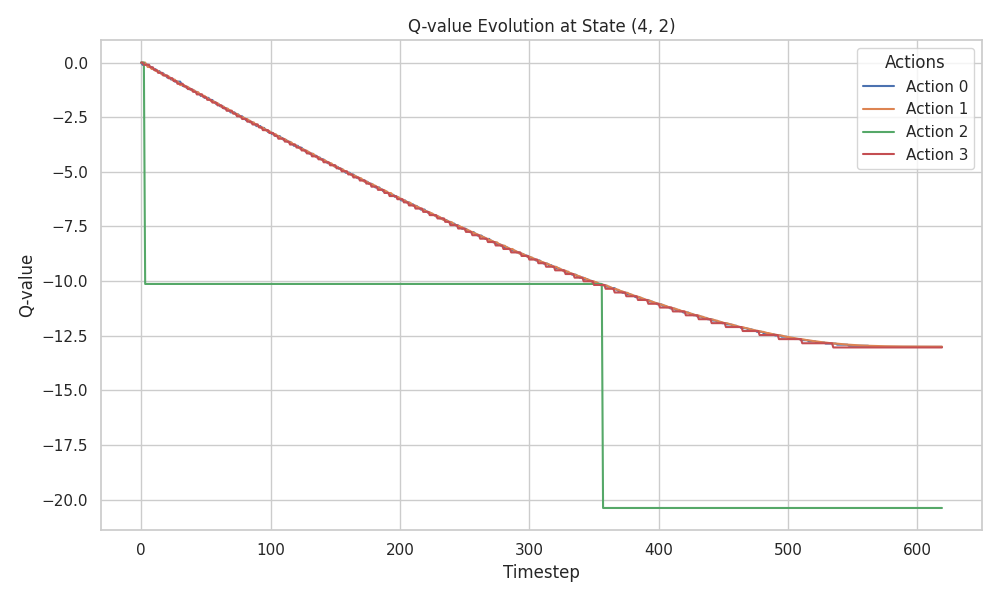 Q-value Evolution at State (4, 2)
Q-value
0.0
−2.5
−5.0
−7.5
−10.0
−12.5
−15.0
−17.5
−20.0
Actions
Action 0
Action 1
Action 2
Action 3
0 100 200 300 400 500 600
Timestep